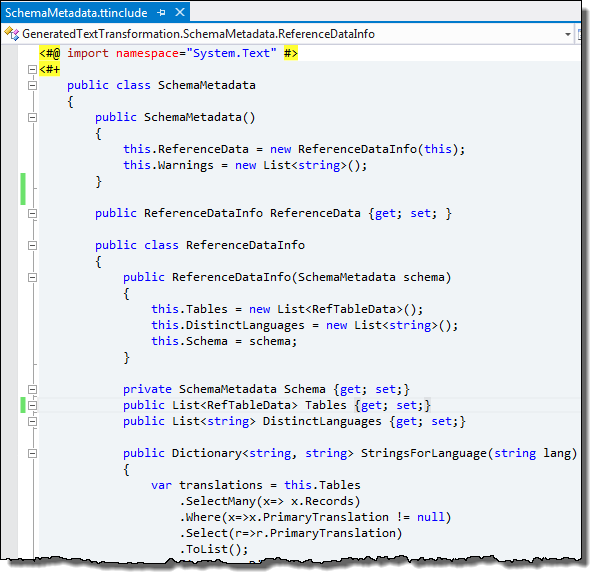 SchemaMetadata.ttinclude
GeneratedTextTransformation.SchemaMetadata.ReferenceDataInfo
<#@ import namespace="System.Text" #>
<#+
public class SchemaMetadata
{
public SchemaMetadata()
{
this.ReferenceData = new ReferenceDataInfo(this);
this.Warnings = new List<string>();
}
public ReferenceDataInfo ReferenceData {get; set; }
public class ReferenceDataInfo
{
public ReferenceDataInfo(SchemaMetadata schema)
{
this.Tables = new List<RefTableData>();
this.DistinctLanguages = new List<string>();
this.Schema = schema;
}
private SchemaMetadata Schema {get; set;}
public List<RefTableData> Tables {get; set;}
public List<string> DistinctLanguages {get; set;}
public Dictionary<string, string> StringsForLanguage(string lang)
{
var translations = this.Tables
.SelectMany(x=> x.Records)
.Where(x=>x.PrimaryTranslation != null)
.Select(r=>r.PrimaryTranslation)
.ToList();